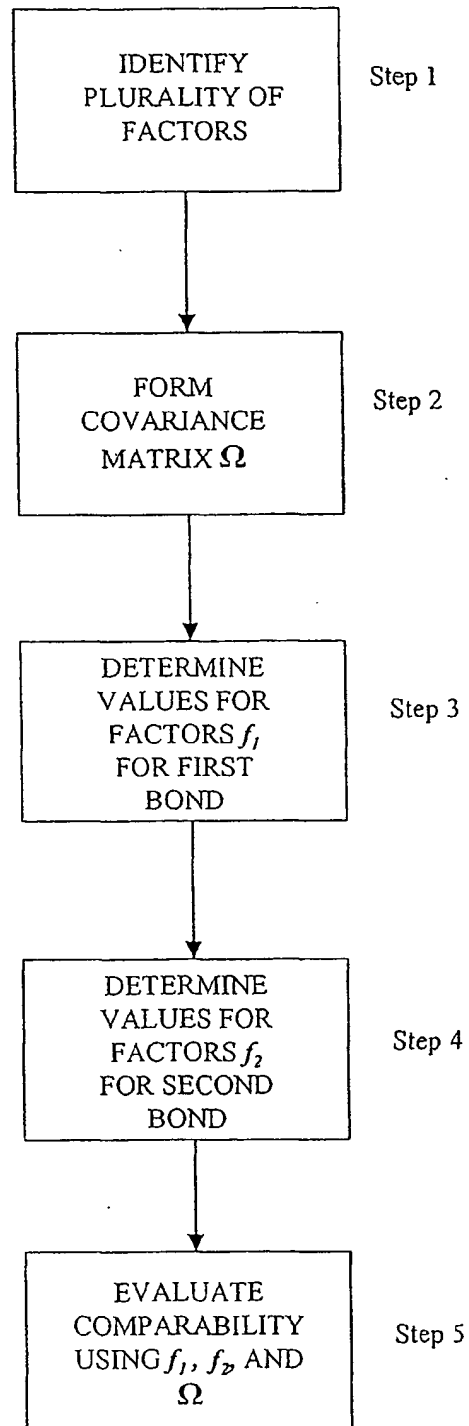 IDENTIFY
PLURALITY OF
FACTORS
Step 1
FORM
COVARIANCE
MATRIX Ω
Step 2
DETERMINE
VALUES FOR
FACTORS f₁
FOR FIRST
BOND
Step 3
DETERMINE
VALUES FOR
FACTORS f₂
FOR SECOND
BOND
Step 4
EVALUATE
COMPARABILITY
USING f₁, f₂, AND
Ω
Step 5